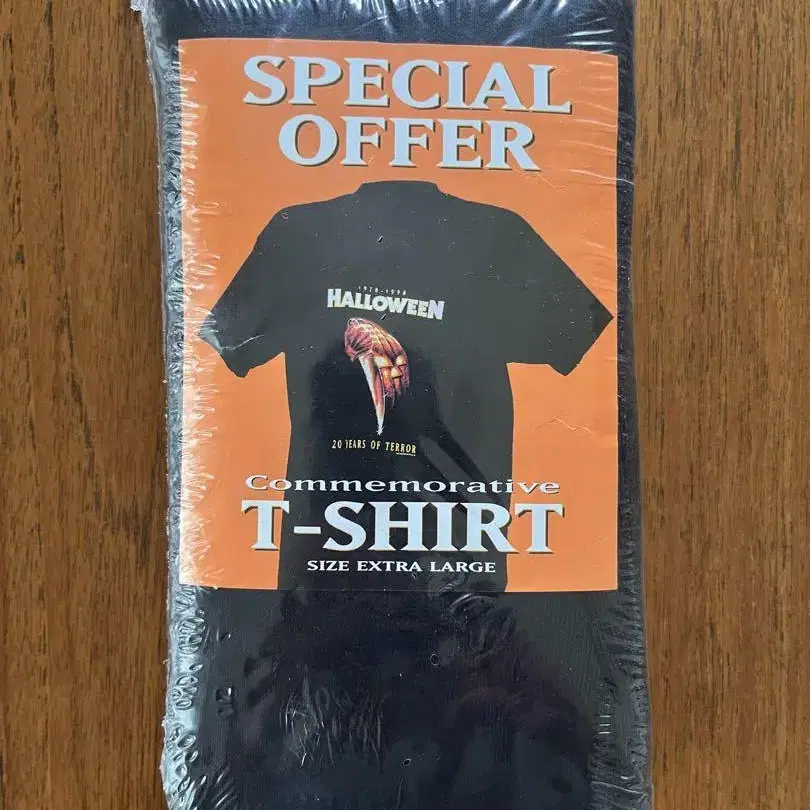 SPECIAL
OFFER
1978-1998
HALLOWEEN
20 YEARS OF TERROR
Commemorative
T-SHIRT
SIZE EXTRA LARGE